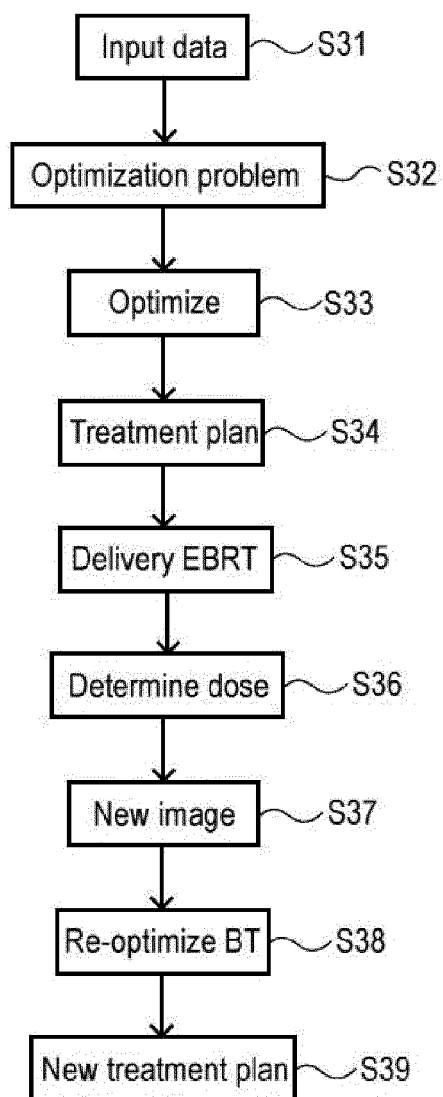 Input data S31
Optimization problem S32
Optimize S33
Treatment plan S34
Delivery EBRT S35
Determine dose S36
New image S37
Re-optimize BT S38
New treatment plan S39